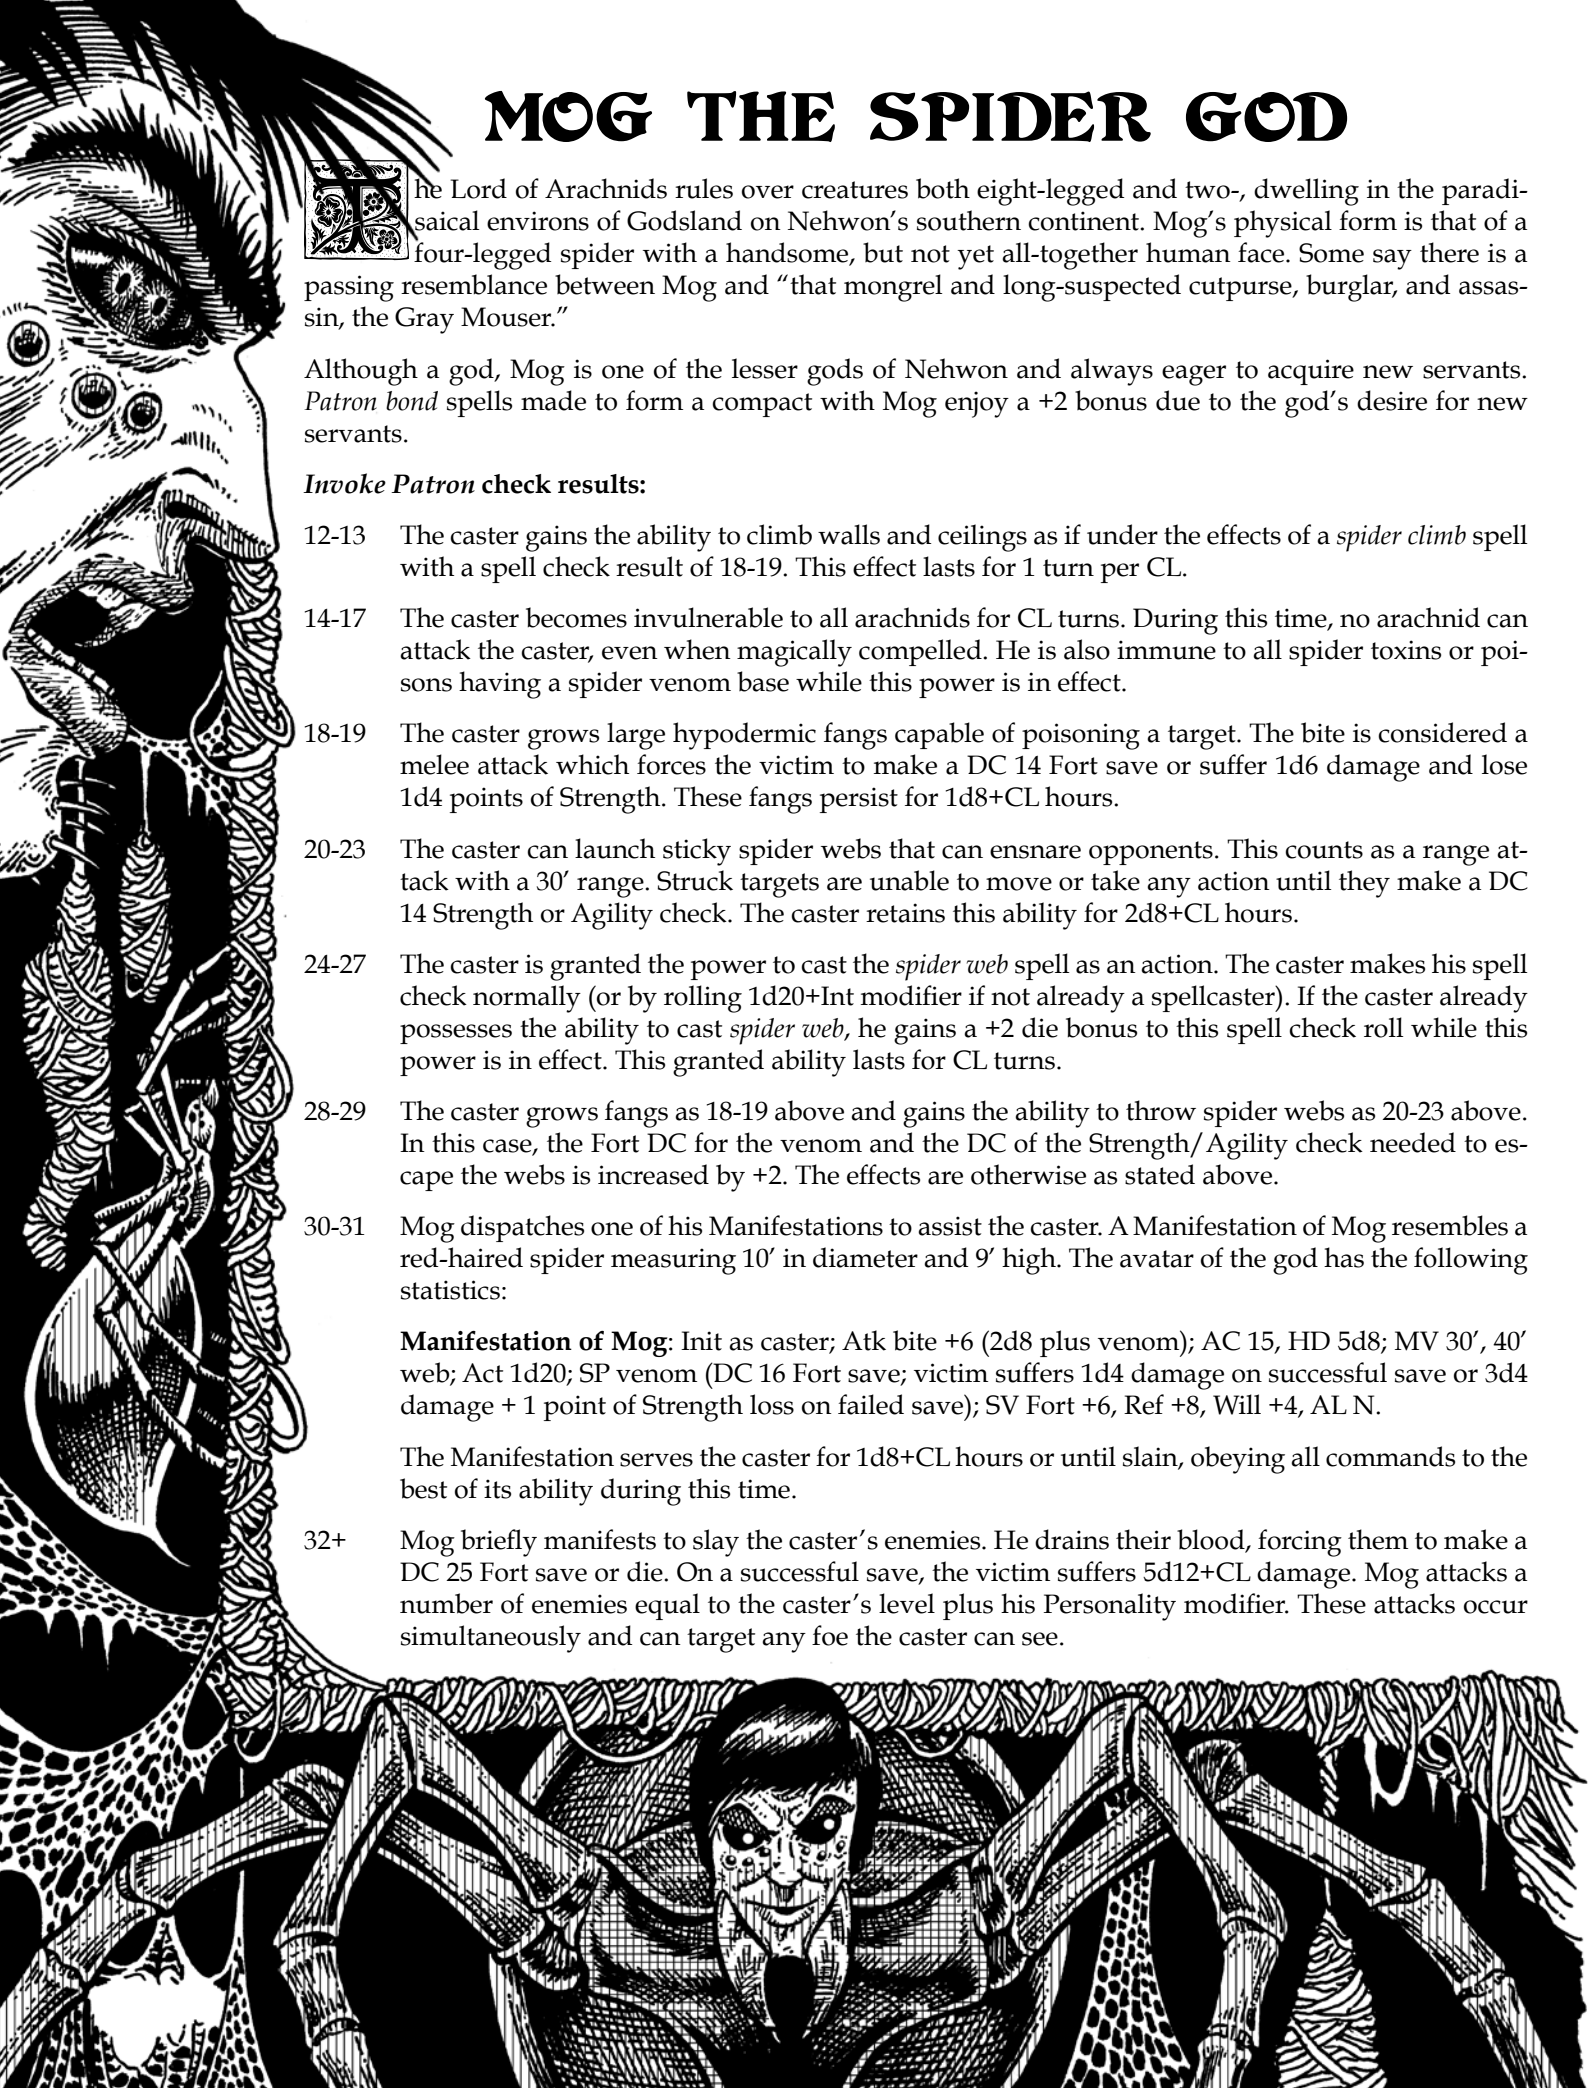 MOG THE SPIDER GOD
The Lord of Arachnids rules over creatures both eight-legged and two-, dwelling in the paradi-
saical environs of Godsland on Nehwon's southern continent. Mog's physical form is that of a
four-legged spider with a handsome, but not yet all-together human face. Some say there is a
passing resemblance between Mog and "that mongrel and long-suspected cutpurse, burglar, and assas-
sin, the Gray Mouser."
Although a god, Mog is one of the lesser gods of Nehwon and always eager to acquire new servants.
Patron bond spells made to form a compact with Mog enjoy a +2 bonus due to the god's desire for new
servants.
Invoke Patron check results:
12-13 The caster gains the ability to climb walls and ceilings as if under the effects of a spider climb spell
with a spell check result of 18-19. This effect lasts for 1 turn per CL.
14-17 The caster becomes invulnerable to all arachnids for CL turns. During this time, no arachnid can
attack the caster, even when magically compelled. He is also immune to all spider toxins or poi-
sons having a spider venom base while this power is in effect.
18-19 The caster grows large hypodermic fangs capable of poisoning a target. The bite is considered a
melee attack which forces the victim to make a DC 14 Fort save or suffer 1d6 damage and lose
1d4 points of Strength. These fangs persist for 1d8+CL hours.
20-23 The caster can launch sticky spider webs that can ensnare opponents. This counts as a range at-
tack with a 30' range. Struck targets are unable to move or take any action until they make a DC
14 Strength or Agility check. The caster retains this ability for 2d8+CL hours.
24-27 The caster is granted the power to cast the spider web spell as an action. The caster makes his spell
check normally (or by rolling 1d20+Int modifier if not already a spellcaster). If the caster already
possesses the ability to cast spider web, he gains a +2 die bonus to this spell check roll while this
power is in effect. This granted ability lasts for CL turns.
28-29 The caster grows fangs as 18-19 above and gains the ability to throw spider webs as 20-23 above.
In this case, the Fort DC for the venom and the DC of the Strength/Agility check needed to es-
cape the webs is increased by +2. The effects are otherwise as stated above.
30-31 Mog dispatches one of his Manifestations to assist the caster. A Manifestation of Mog resembles a
red-haired spider measuring 10' in diameter and 9' high. The avatar of the god has the following
statistics:
Manifestation of Mog: Init as caster; Atk bite +6 (2d8 plus venom); AC 15, HD 5d8; MV 30', 40'
web; Act 1d20; SP venom (DC 16 Fort save; victim suffers 1d4 damage on successful save or 3d4
damage + 1 point of Strength loss on failed save); SV Fort +6, Ref +8, Will +4, AL N.
The Manifestation serves the caster for 1d8+CL hours or until slain, obeying all commands to the
best of its ability during this time.
32+ Mog briefly manifests to slay the caster's enemies. He drains their blood, forcing them to make a
DC 25 Fort save or die. On a successful save, the victim suffers 5d12+CL damage. Mog attacks a
number of enemies equal to the caster's level plus his Personality modifier. These attacks occur
simultaneously and can target any foe the caster can see.